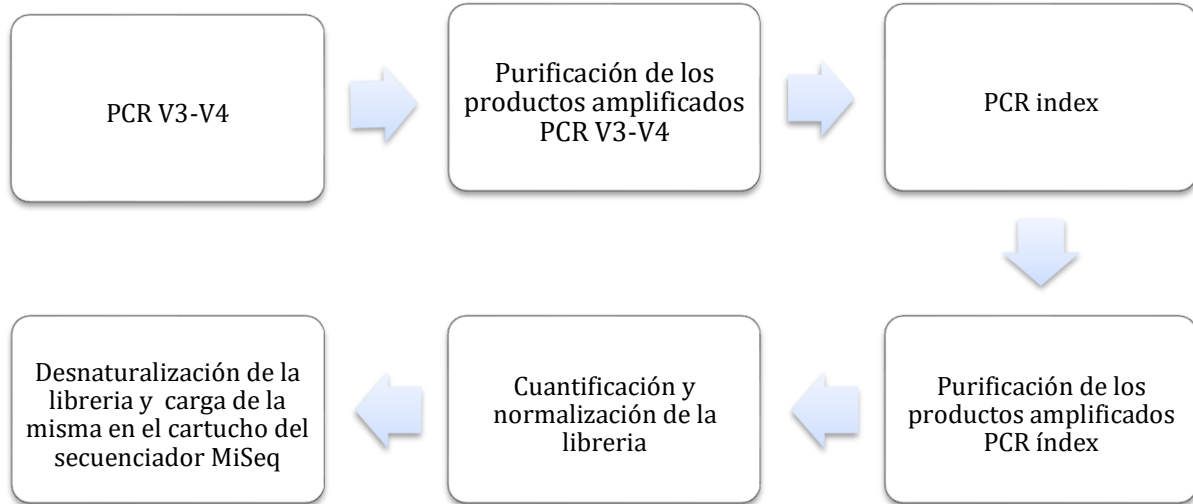 PCR V3-V4
Purificación de los
productos amplificados
PCR V3-V4
PCR index
Purificación de los
productos amplificados
PCR índex
Cuantificación y
normalización de la
libreria
Desnaturalización de la
libreria y  carga de la
misma en el cartucho del
secuenciador MiSeq